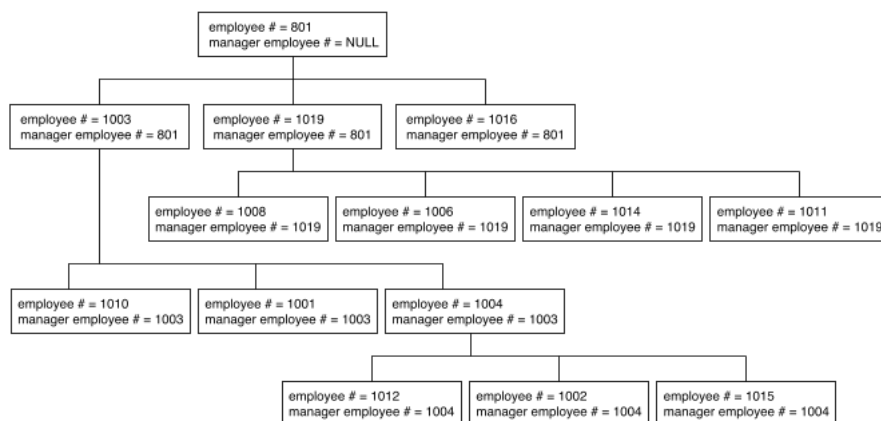 employee # = 801
manager employee # = NULL
employee # = 1003
manager employee # = 801
employee # = 1019
manager employee # = 801
employee # = 1016
manager employee # = 801
employee # = 1008
manager employee # = 1019
employee # = 1006
manager employee # = 1019
employee # = 1014
manager employee # = 1019
employee # = 1011
manager employee # = 1019
employee # = 1010
manager employee # = 1003
employee # = 1001
manager employee # = 1003
employee # = 1004
manager employee # = 1003
employee # = 1012
manager employee # = 1004
employee # = 1002
manager employee # = 1004
employee # = 1015
manager employee # = 1004